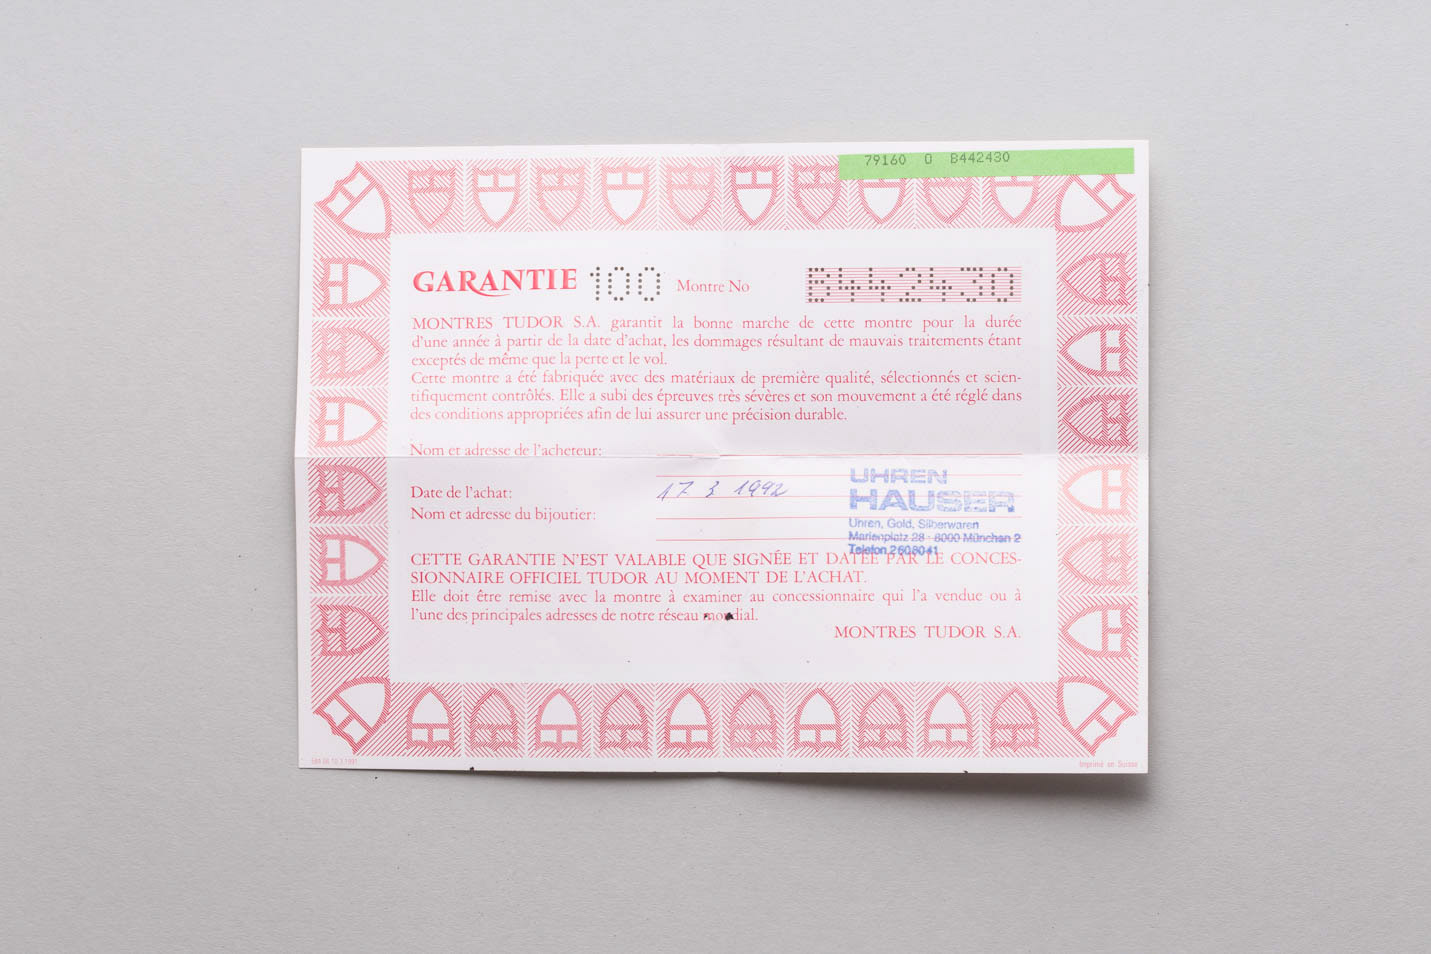 79160 0 B442430
GARANTIE 100 Montre No B442430
MONTRES TUDOR S.A. garantit la bonne marche de cette montre pour la durée
d'une année à partir de la date d'achat, les dommages résultant de mauvais traitements étant
exceptés de même que la perte et le vol.
Cette montre a été fabriquée avec des matériaux de première qualité, sélectionnés et scien-
tifiquement contrôlés. Elle a subi des épreuves très sévères et son mouvement a été réglé dans
des conditions appropriées afin de lui assurer une précision durable.
Nom et adresse de l'acheteur:
Date de l'achat: 17 3 1992
Nom et adresse du bijoutier:
UHREN
HAUSER
Uhren, Gold, Silberwaren
Marienplatz 28 - 8000 München 2
Telefon 2608041
CETTE GARANTIE N'EST VALABLE QUE SIGNÉE ET DATÉE PAR LE CONCES-
SIONNAIRE OFFICIEL TUDOR AU MOMENT DE L'ACHAT.
Elle doit être remise avec la montre à examiner au concessionnaire qui l'a vendue ou à
l'une des principales adresses de notre réseau mondial.
MONTRES TUDOR S.A.
Imprimé en Suisse